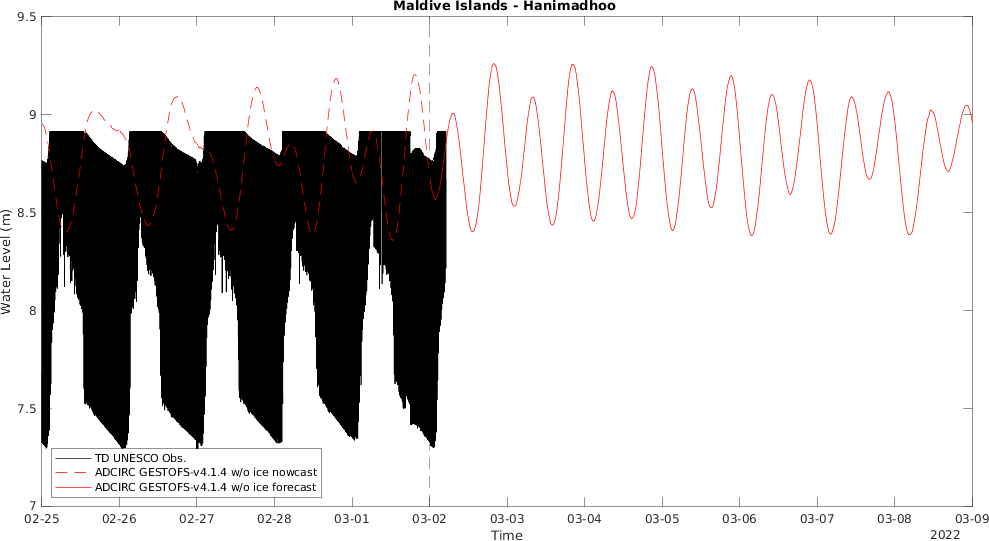 Maldive Islands - Hanimadhoo
9.5
9
8.5
8
7.5
7
Water Level (m)
TD UNESCO Obs.
ADCIRC GESTOFS-v4.1.4 w/o ice nowcast
ADCIRC GESTOFS-v4.1.4 w/o ice forecast
02-25 02-26 02-27 02-28 03-01 03-02 03-03 03-04 03-05 03-06 03-07 03-08 03-09
Time
2022